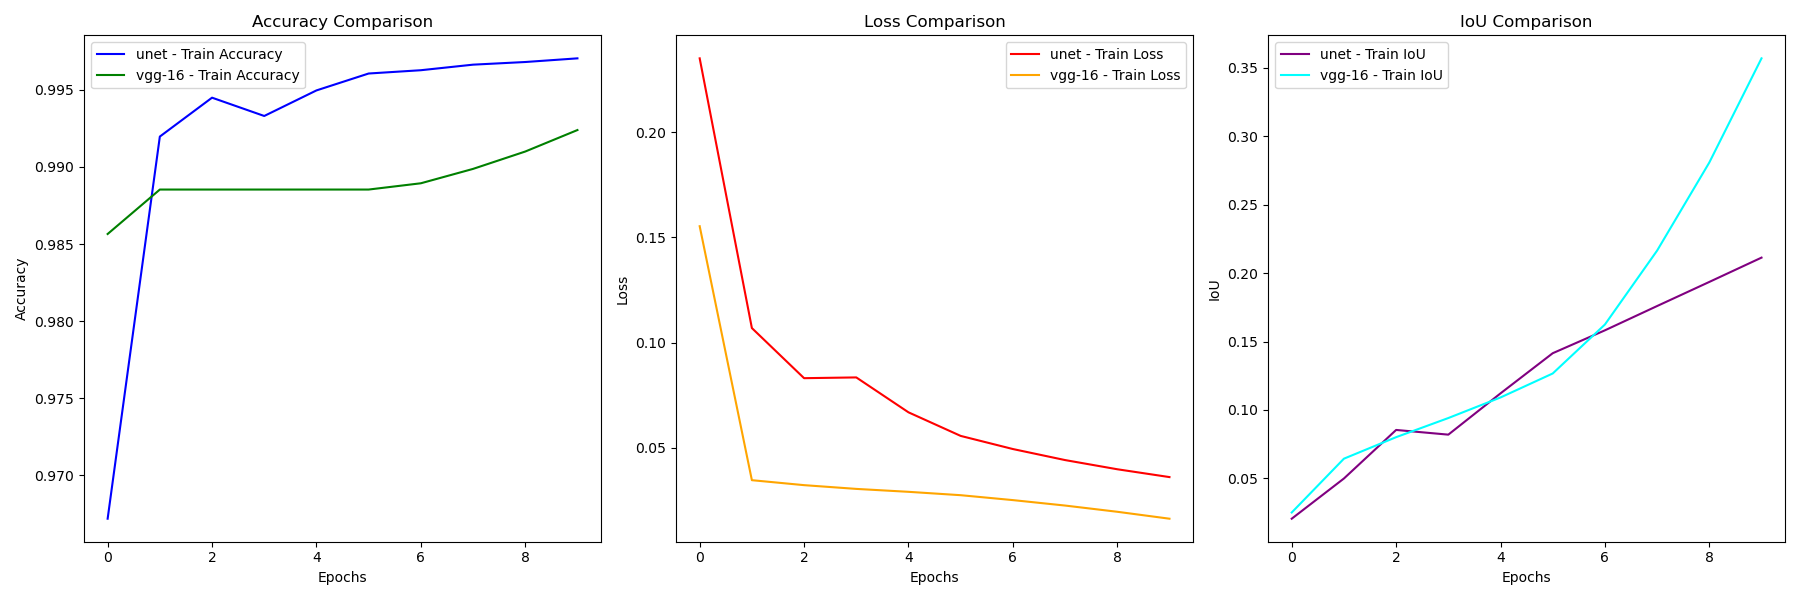 Accuracy Comparison
unet - Train Accuracy
vgg-16 - Train Accuracy
0.995
0.990
0.985
0.980
0.975
0.970
Accuracy
0 2 4 6 8
Epochs
Loss Comparison
unet - Train Loss
vgg-16 - Train Loss
0.20
0.15
0.10
0.05
Loss
0 2 4 6 8
Epochs
IoU Comparison
unet - Train IoU
vgg-16 - Train IoU
0.35
0.30
0.25
0.20
0.15
0.10
0.05
IoU
0 2 4 6 8
Epochs